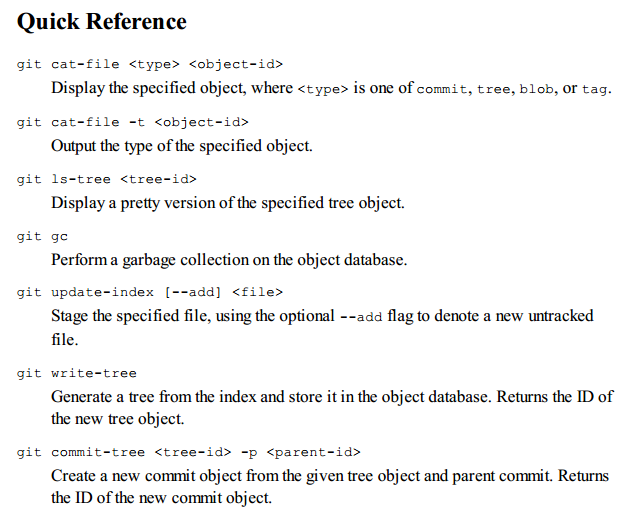 Quick Reference
git cat-file <type> <object-id>
Display the specified object, where <type> is one of commit, tree, blob, or tag.
git cat-file -t <object-id>
Output the type of the specified object.
git ls-tree <tree-id>
Display a pretty version of the specified tree object.
git gc
Perform a garbage collection on the object database.
git update-index [--add] <file>
Stage the specified file, using the optional --add flag to denote a new untracked
file.
git write-tree
Generate a tree from the index and store it in the object database. Returns the ID of
the new tree object.
git commit-tree <tree-id> -p <parent-id>
Create a new commit object from the given tree object and parent commit. Returns
the ID of the new commit object.